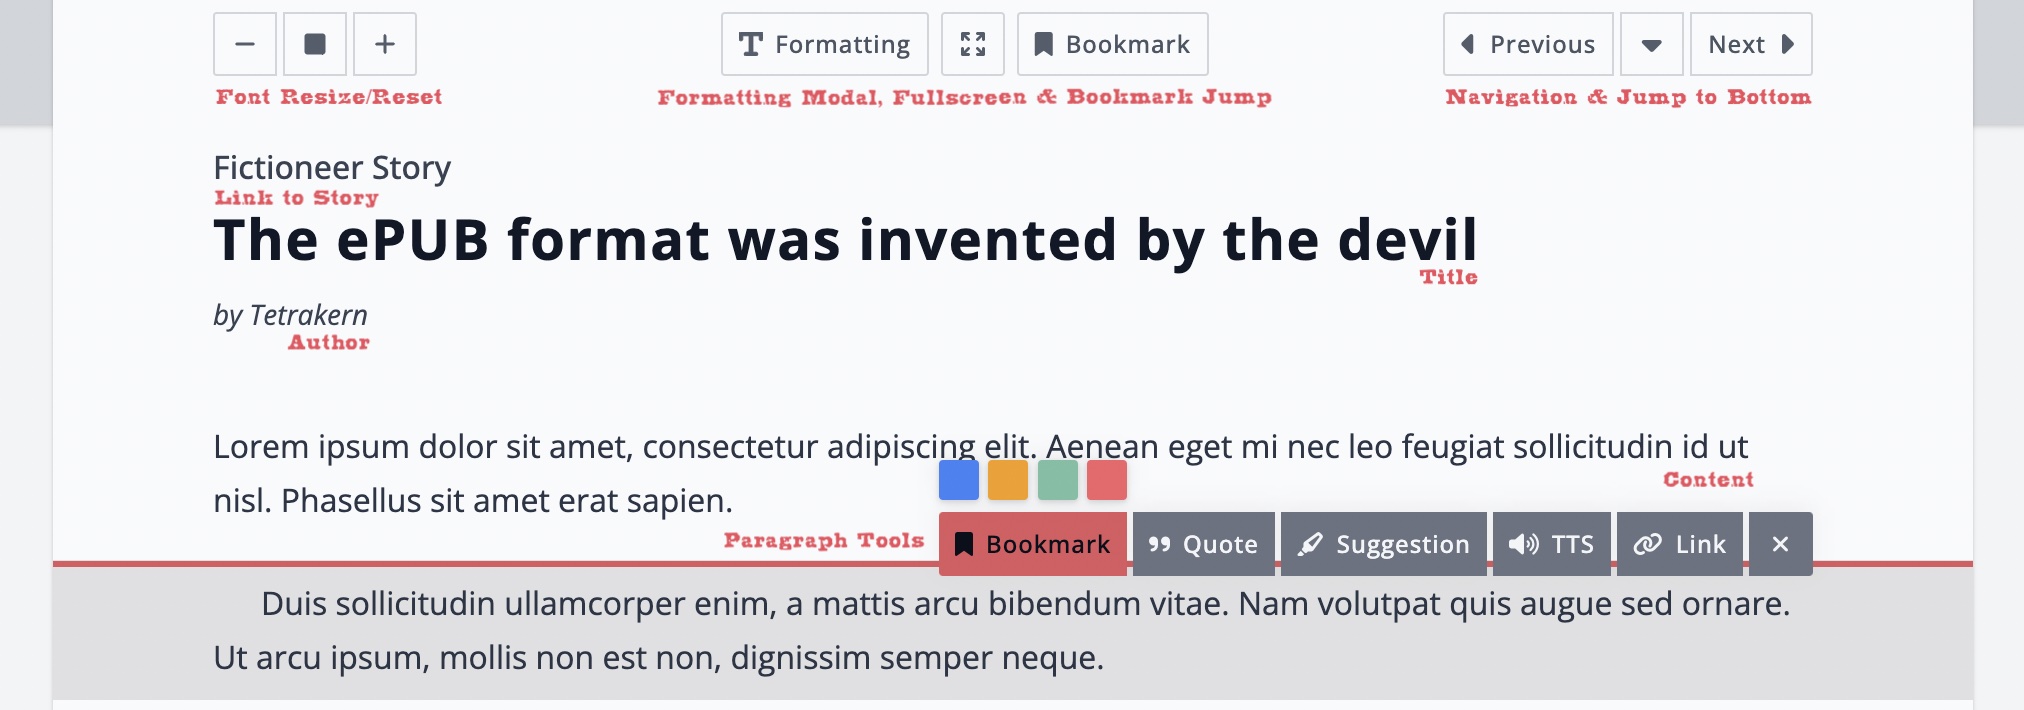 Formatting Bookmark Previous Next
Font Resize/Reset Formatting Modal, Fullscreen & Bookmark Jump Navigation & Jump to Bottom
Fictioneer Story
Link to Story
The ePUB format was invented by the devil
Title
by Tetrakern
Author
Lorem ipsum dolor sit amet, consectetur adipiscing elit. Aenean eget mi nec leo feugiat sollicitudin id ut
Content
nisl. Phasellus sit amet erat sapien.
Paragraph Tools Bookmark Quote Suggestion TTS Link
Duis sollicitudin ullamcorper enim, a mattis arcu bibendum vitae. Nam volutpat quis augue sed ornare.
Ut arcu ipsum, mollis non est non, dignissim semper neque.